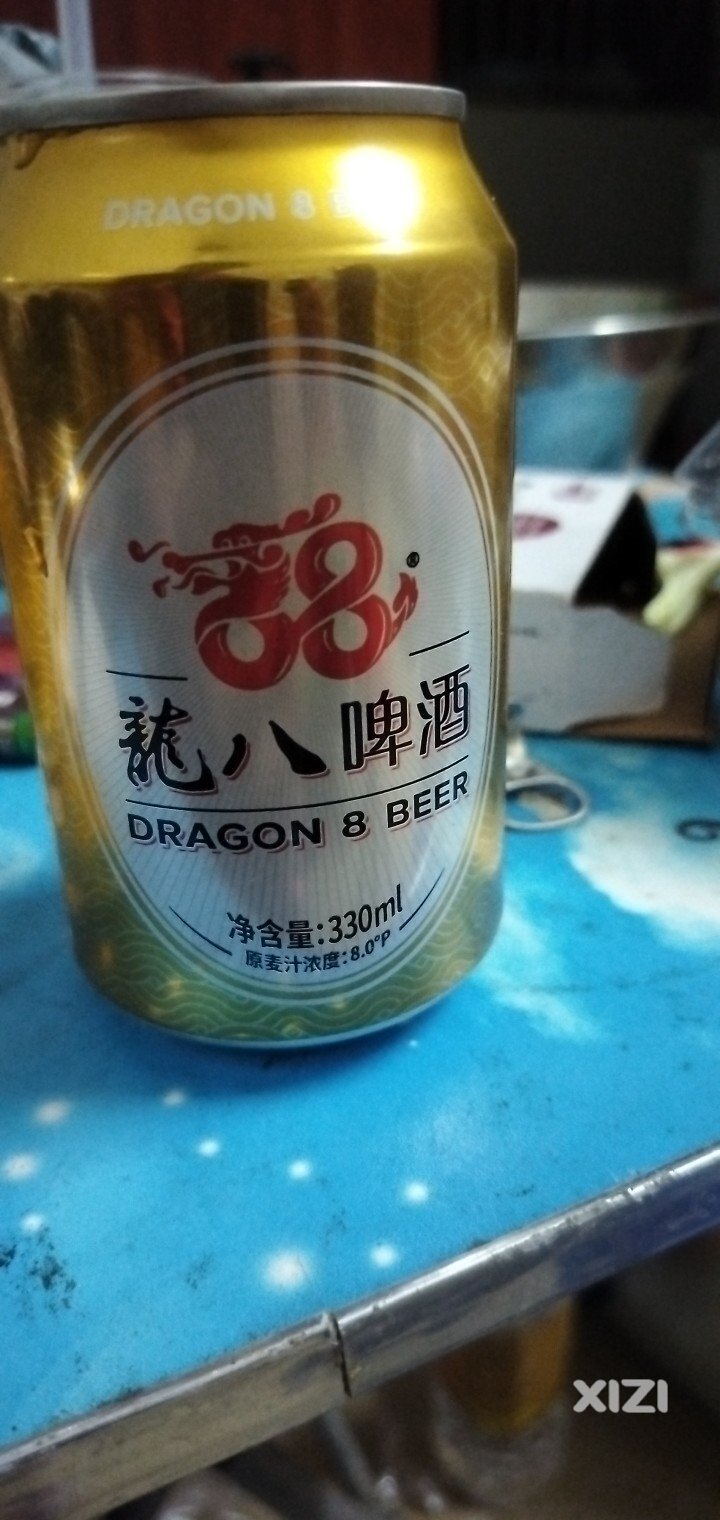 DRAGON 8
®
龍八啤酒
DRAGON 8 BEER
净含量:330ml
原麦汁浓度:8.0°P
XIZI